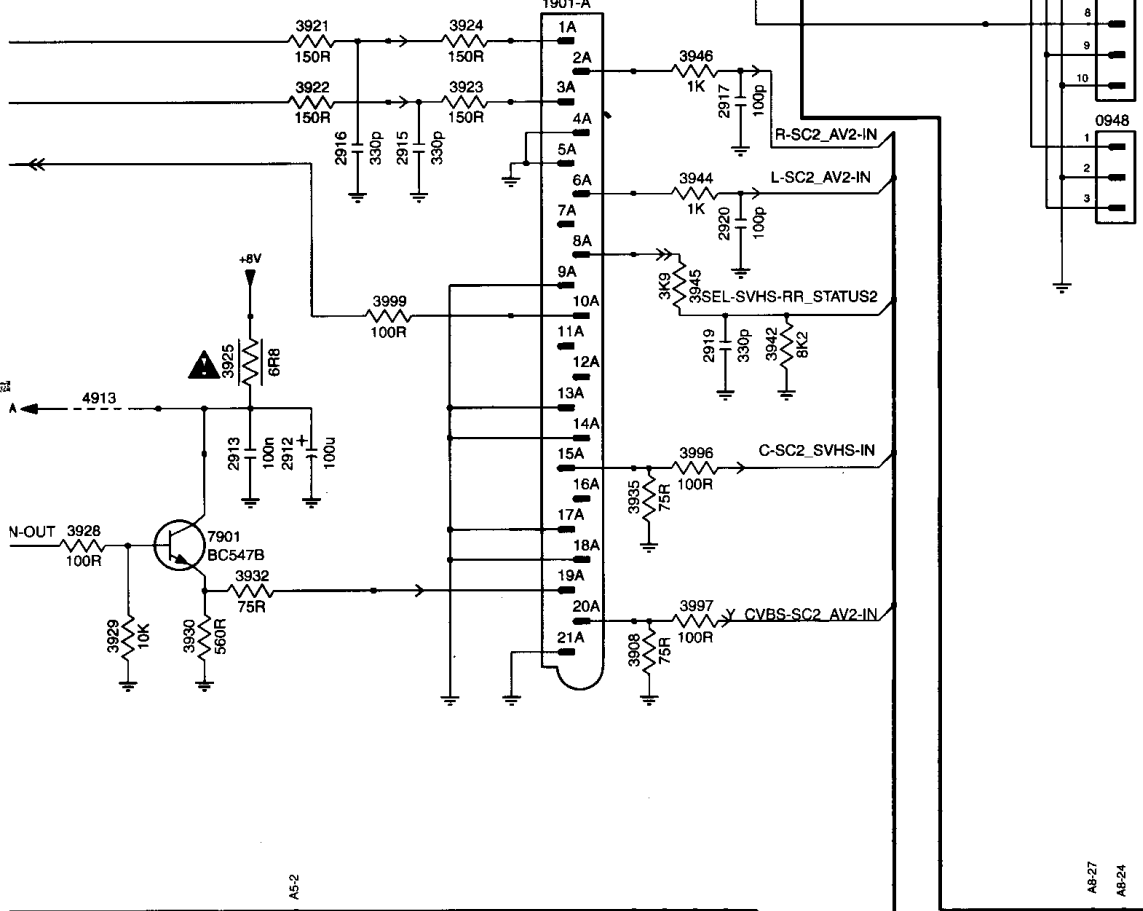 1901-A
3921
150R
3924
150R
1A
2A
3946
1K
2917
100p
8
9
10
3922
150R
3923
150R
3A
4A
2916
330p
2915
330p
R-SC2_AV2-IN
0948
1
2
3
5A
6A
3944
1K
L-SC2_AV2-IN
2920
100p
7A
8A
3K9
3945
SEL-SVHS-RR_STATUS2
+8V
9A
3999
100R
10A
11A
2919
330p
3942
8K2
3925
6R8
12A
A
4913
13A
14A
2913
100n
2912
+
100u
15A
3996
100R
C-SC2_SVHS-IN
3935
75R
16A
17A
N-OUT
3928
100R
7901
BC547B
18A
3932
75R
19A
20A
3997
100R
Y_CVBS-SC2_AV2-IN
3929
10K
3930
560R
21A
3908
75R
A5-2
A8-27
A8-24